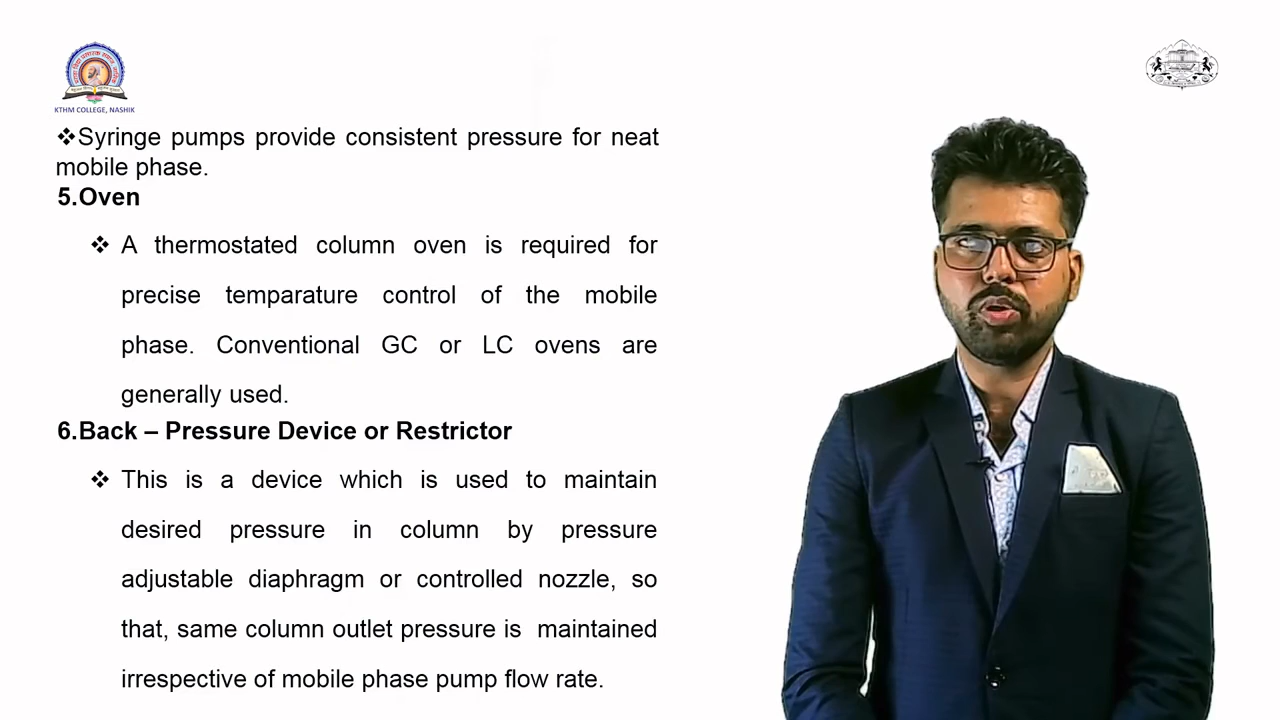 KTHM COLLEGE, NASHIK
❖Syringe pumps provide consistent pressure for neat
mobile phase.
5.Oven
❖ A thermostated column oven is required for
precise temparature control of the mobile
phase. Conventional GC or LC ovens are
generally used.
6.Back – Pressure Device or Restrictor
❖ This is a device which is used to maintain
desired pressure in column by pressure
adjustable diaphragm or controlled nozzle, so
that, same column outlet pressure is maintained
irrespective of mobile phase pump flow rate.